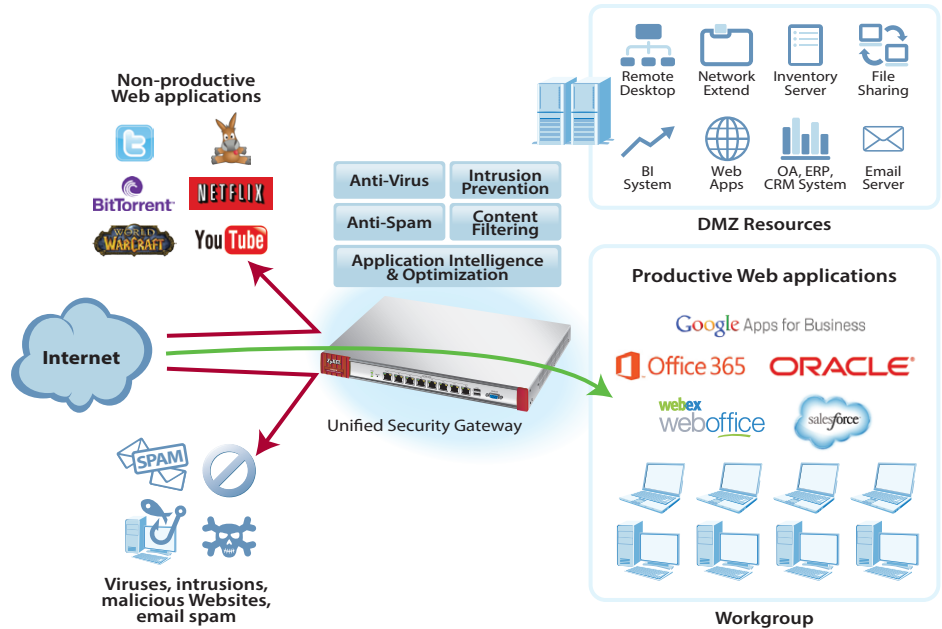 Non-productive
Web applications
BitTorrent
NETFLIX
WORLD
WARCRAFT
YouTube
Internet
SPAM
Viruses, intrusions,
malicious Websites,
email spam
Anti-Virus
Intrusion
Prevention
Anti-Spam
Content
Filtering
Application Intelligence
& Optimization
Unified Security Gateway
Remote
Desktop
Network
Extend
Inventory
Server
File
Sharing
BI
System
Web
Apps
OA, ERP,
CRM System
Email
Server
DMZ Resources
Productive Web applications
Google Apps for Business
Office 365
ORACLE®
webex
weboffice
salesforce
Workgroup